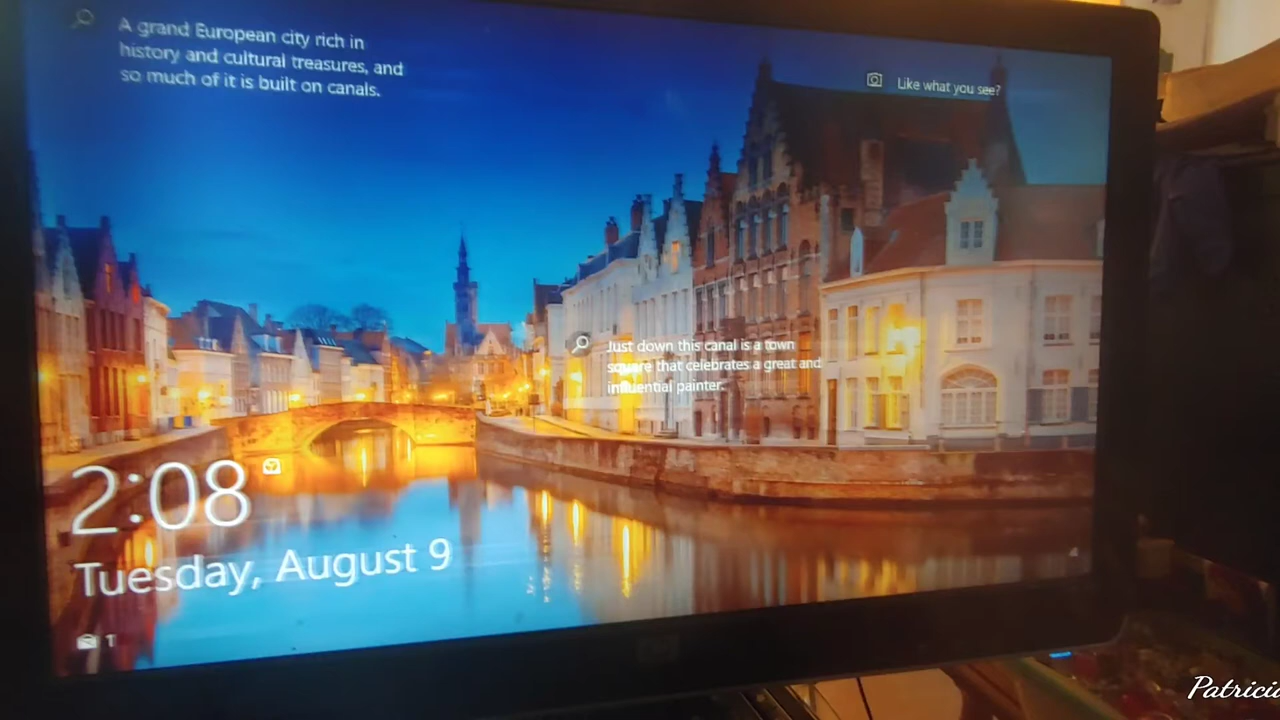 A grand European city rich in
history and cultural treasures, and
so much of it is built on canals.
Like what you see?
Just down this canal is a town
square that celebrates a great and
influential painter.
2:08
Tuesday, August 9
1